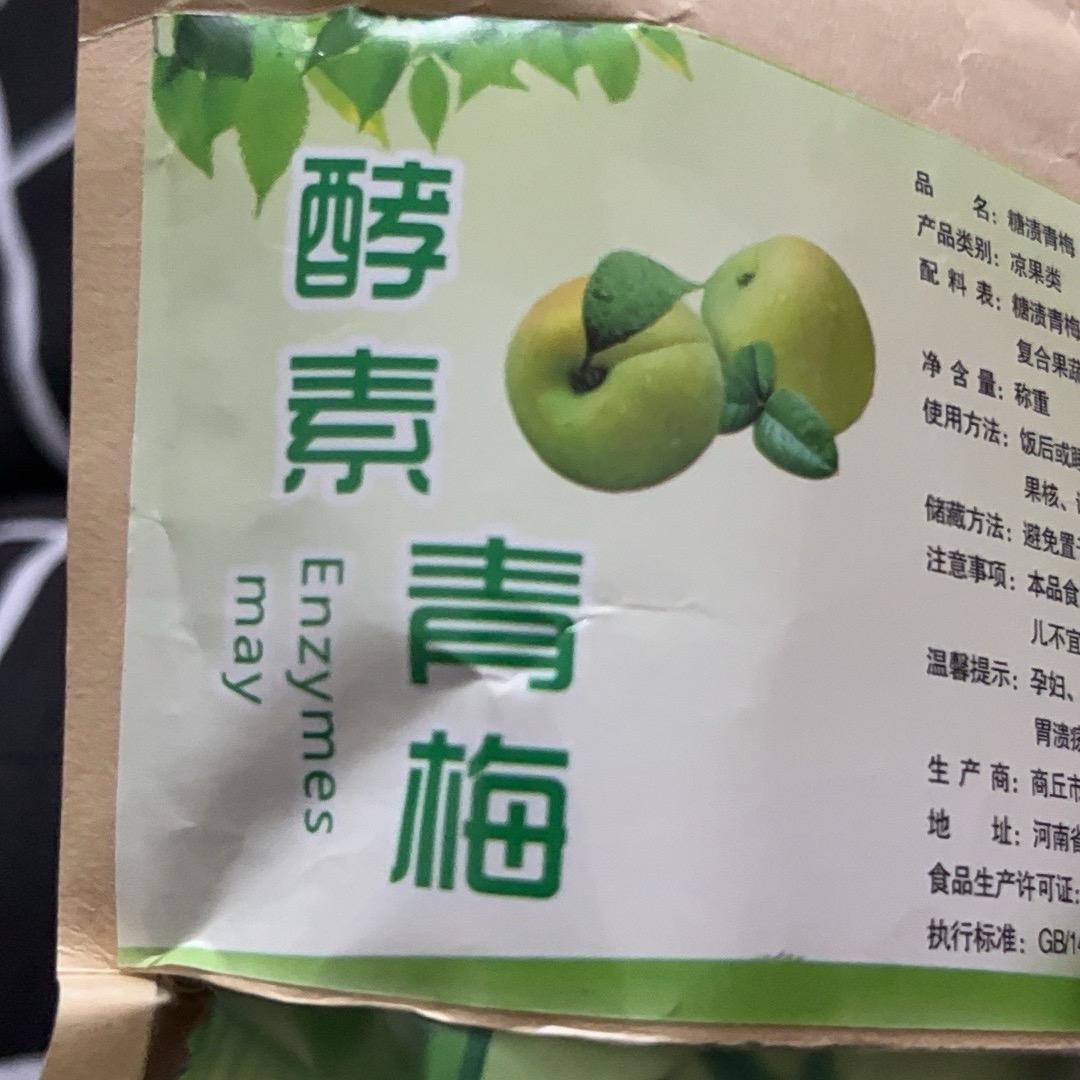 酵素
青梅
Enzymes
may
品 名：糖渍青梅
产品类别：凉果类
配 料 表：糖渍青梅
复合果蔬
净 含 量：称重
使用方法：饭后或
果核、
储藏方法：避免置
注意事项：本品食
儿不宜
温馨提示：孕妇、
胃溃疡
生 产 商：商丘市
地 址：河南省
食品生产许可证：
执行标准：GB/14